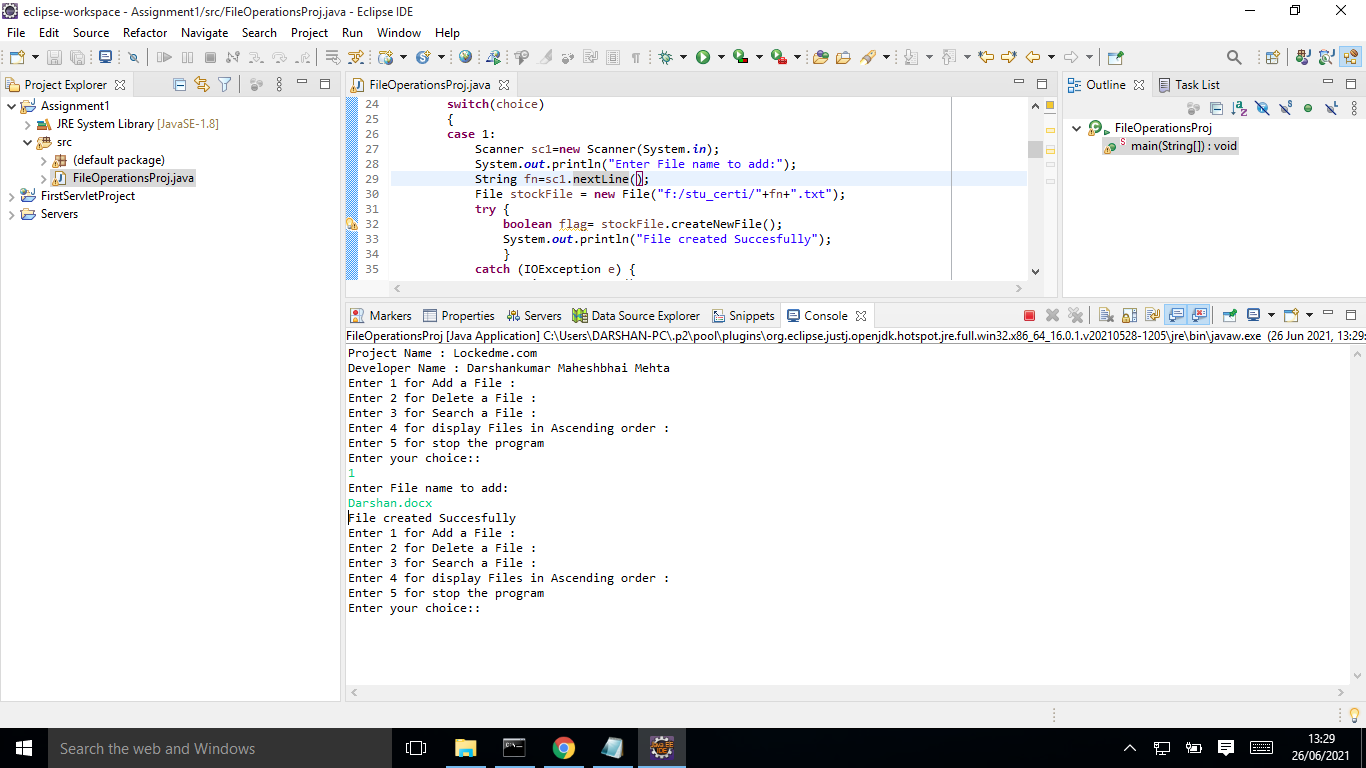 eclipse-workspace - Assignment1/src/FileOperationsProj.java - Eclipse IDE
File Edit Source Refactor Navigate Search Project Run Window Help
Project Explorer
Assignment1
JRE System Library [JavaSE-1.8]
src
(default package)
FileOperationsProj.java
FirstServletProject
Servers
FileOperationsProj.java
24 switch(choice)
25 {
26 case 1:
27 Scanner sc1=new Scanner(System.in);
28 System.out.println("Enter File name to add:");
29 String fn=sc1.nextLine();
30 File stockFile = new File("f:/stu_certi/"+fn+".txt");
31 try {
32 boolean flag= stockFile.createNewFile();
33 System.out.println("File created Succesfully");
34 }
35 catch (IOException e) {
Outline Task List
FileOperationsProj
main(String[]) : void
Markers Properties Servers Data Source Explorer Snippets Console
FileOperationsProj [Java Application] C:\Users\DARSHAN-PC\.p2\pool\plugins\org.eclipse.justj.openjdk.hotspot.jre.full.win32.x86_64_16.0.1.v20210528-1205\jre\bin\javaw.exe (26 Jun 2021, 13:29:
Project Name : Lockedme.com
Developer Name : Darshankumar Maheshbhai Mehta
Enter 1 for Add a File :
Enter 2 for Delete a File :
Enter 3 for Search a File :
Enter 4 for display Files in Ascending order :
Enter 5 for stop the program
Enter your choice::
1
Enter File name to add:
Darshan.docx
File created Succesfully
Enter 1 for Add a File :
Enter 2 for Delete a File :
Enter 3 for Search a File :
Enter 4 for display Files in Ascending order :
Enter 5 for stop the program
Enter your choice::
Search the web and Windows
13:29
26/06/2021